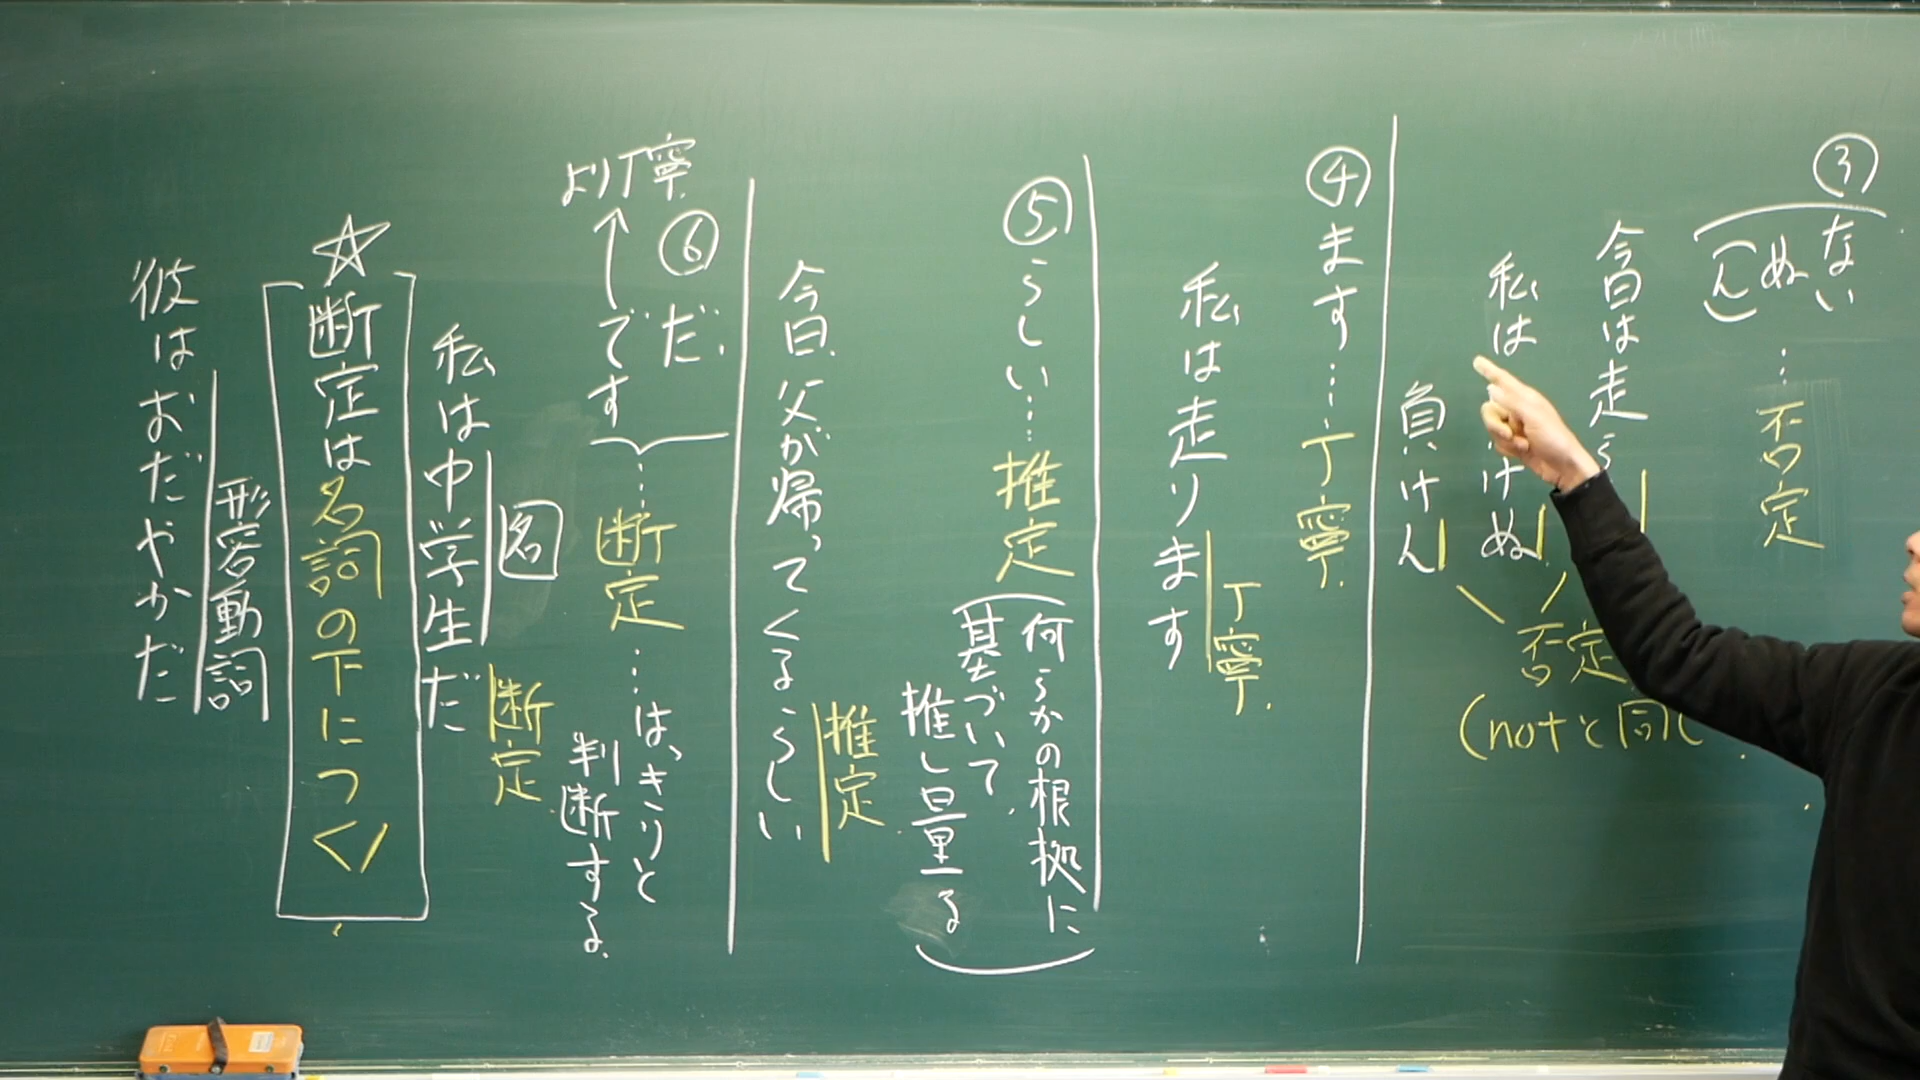 ③
ない
ぬ
(ん)
…否定
今日は走ら
私は
けぬ
負けん
否定
(notと同じ
④ます…丁寧
私は走ります
丁寧
⑤らしい…推定
(何らかの根拠に
基づいて
推し量る)
今日、父が帰ってくるらしい
推定
⑥だ
です
より丁寧
…断定…はっきりと
判断する
私は中学生だ
名
断定
☆断定は名詞の下につく!
彼はおだやかだ
形容動詞